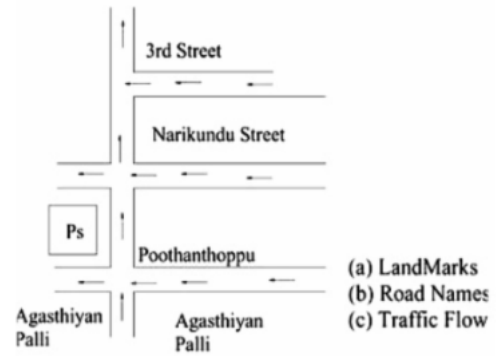 3rd Street
Narikundu Street
Ps
Poothanthoppu
(a) LandMarks
(b) Road Names
(c) Traffic Flow
Agasthiyan
Palli
Agasthiyan
Palli